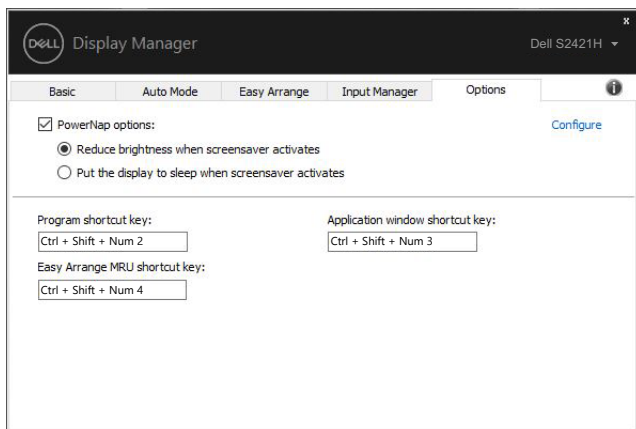 x
DELL Display Manager Dell S2421H
Basic Auto Mode Easy Arrange Input Manager Options i
PowerNap options: Configure
Reduce brightness when screensaver activates
Put the display to sleep when screensaver activates
Program shortcut key: Application window shortcut key:
Ctrl + Shift + Num 2 Ctrl + Shift + Num 3
Easy Arrange MRU shortcut key:
Ctrl + Shift + Num 4